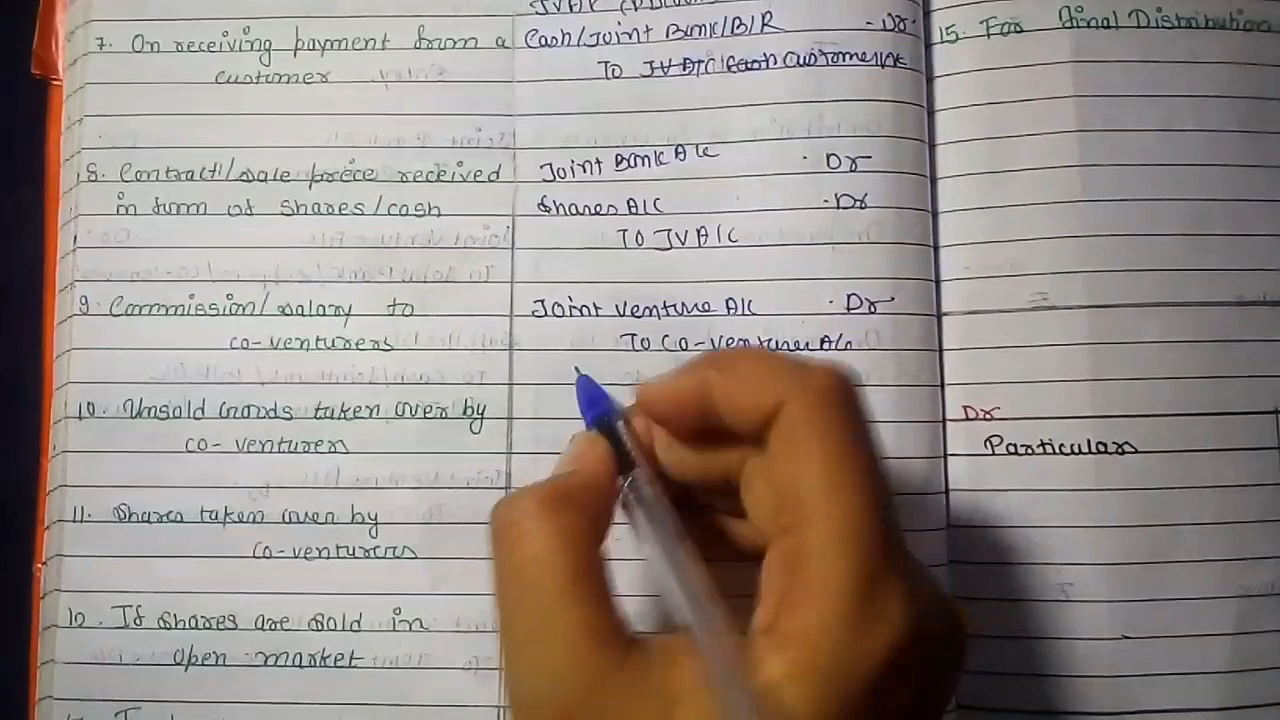 7. On receiving payment from a Cash/Joint Bank/B/R - Dr.
customer To JV A/C/Cash Customer A/c
8. Contract/sale price received Joint Bank A/c . Dr
in form of shares/cash Shares A/C . Dr
To JV A/C
9. Commission/salary to Joint venture A/c . Dr
co-venturers To Co-venturer A/c
10. Unsold Goods taken over by
co-venturer
11. Shares taken over by
co-venturers
10. If shares are sold in
open market
15. For final Distribution
Dr
Particulars